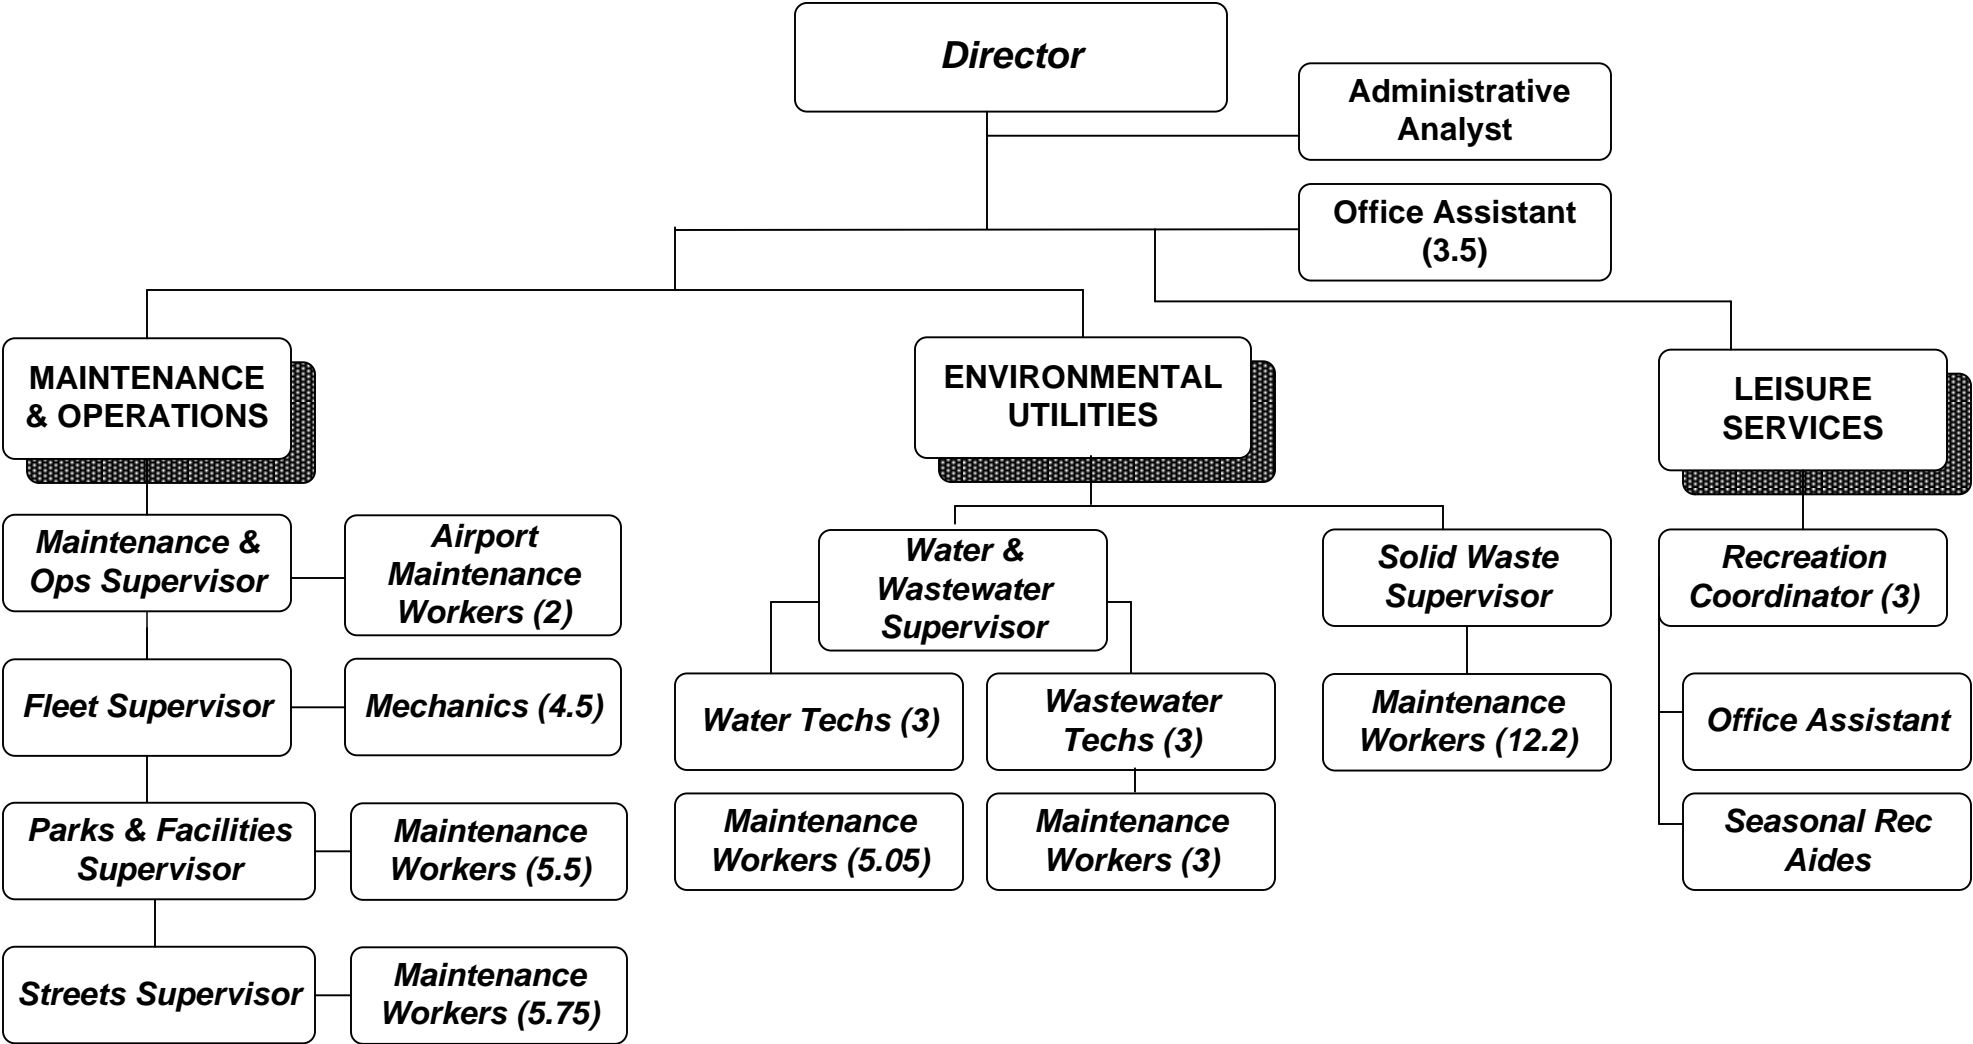 Director
Administrative
Analyst
Office Assistant
(3.5)
MAINTENANCE
& OPERATIONS
ENVIRONMENTAL
UTILITIES
LEISURE
SERVICES
Maintenance &
Ops Supervisor
Airport
Maintenance
Workers (2)
Water &
Wastewater
Supervisor
Solid Waste
Supervisor
Recreation
Coordinator (3)
Fleet Supervisor
Mechanics (4.5)
Water Techs (3)
Wastewater
Techs (3)
Maintenance
Workers (12.2)
Office Assistant
Parks & Facilities
Supervisor
Maintenance
Workers (5.5)
Maintenance
Workers (5.05)
Maintenance
Workers (3)
Seasonal Rec
Aides
Streets Supervisor
Maintenance
Workers (5.75)